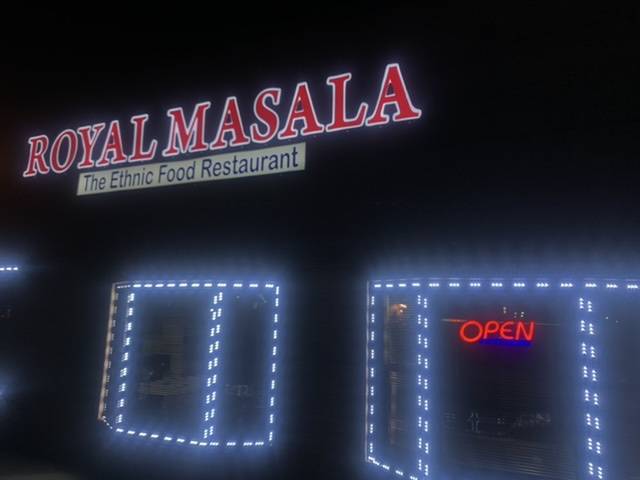 ROYAL MASALA
The Ethnic Food Restaurant
OPEN